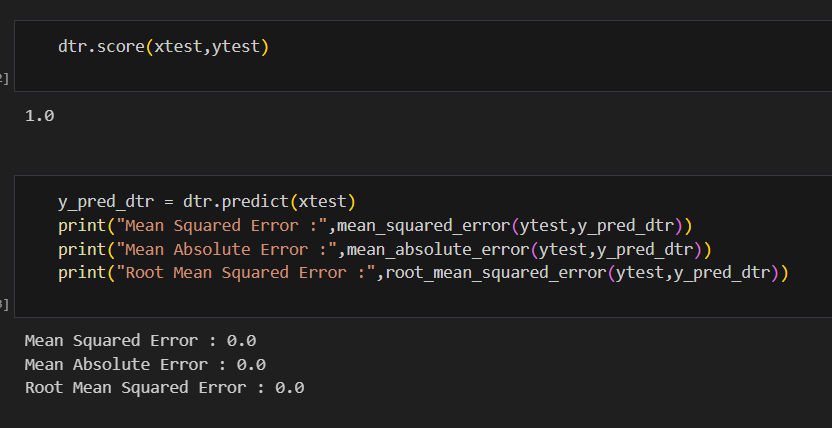 dtr.score(xtest,ytest)
]
1.0
y_pred_dtr = dtr.predict(xtest)
print("Mean Squared Error :",mean_squared_error(ytest,y_pred_dtr))
print("Mean Absolute Error :",mean_absolute_error(ytest,y_pred_dtr))
print("Root Mean Squared Error :",root_mean_squared_error(ytest,y_pred_dtr))
]
Mean Squared Error : 0.0
Mean Absolute Error : 0.0
Root Mean Squared Error : 0.0